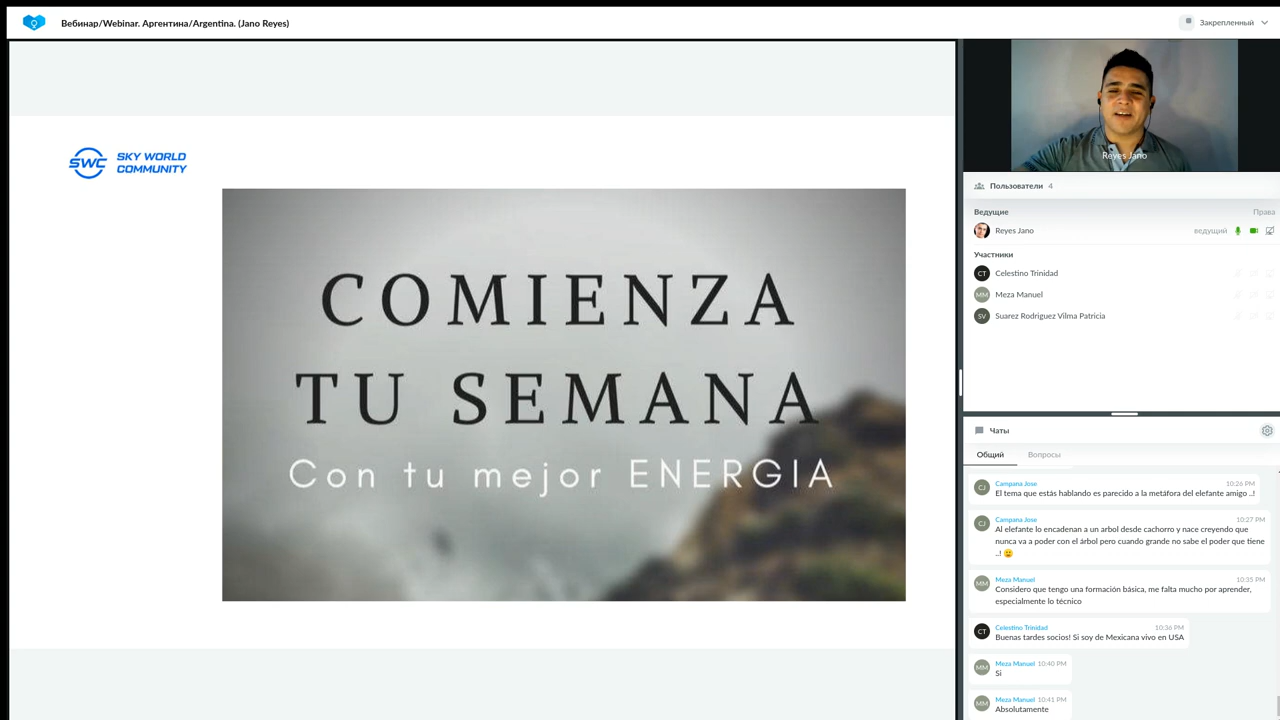 Вебинар/Webinar. Аргентина/Argentina. (Jano Reyes)
Закрепленный
SWC SKY WORLD
COMMUNITY
COMIENZA
TU SEMANA
Con tu mejor ENERGIA
Reyes Jano
Пользователи 4
Ведущие Права
Reyes Jano ведущий
Участники
CT Celestino Trinidad
MM Meza Manuel
SV Suarez Rodriguez Vilma Patricia
Чаты
Общий Вопросы
CJ Campana Jose 10:26 PM
El tema que estás hablando es parecido a la metáfora del elefante amigo ..!
CJ Campana Jose 10:27 PM
Al elefante lo encadenan a un arbol desde cachorro y nace creyendo que
nunca va a poder con el árbol pero cuando grande no sabe el poder que tiene
..! 🙂
MM Meza Manuel 10:35 PM
Considero que tengo una formación básica, me falta mucho por aprender,
especialmente lo técnico
CT Celestino Trinidad 10:36 PM
Buenas tardes socios! Si soy de Mexicana vivo en USA
MM Meza Manuel 10:40 PM
Si
MM Meza Manuel 10:41 PM
Absolutamente